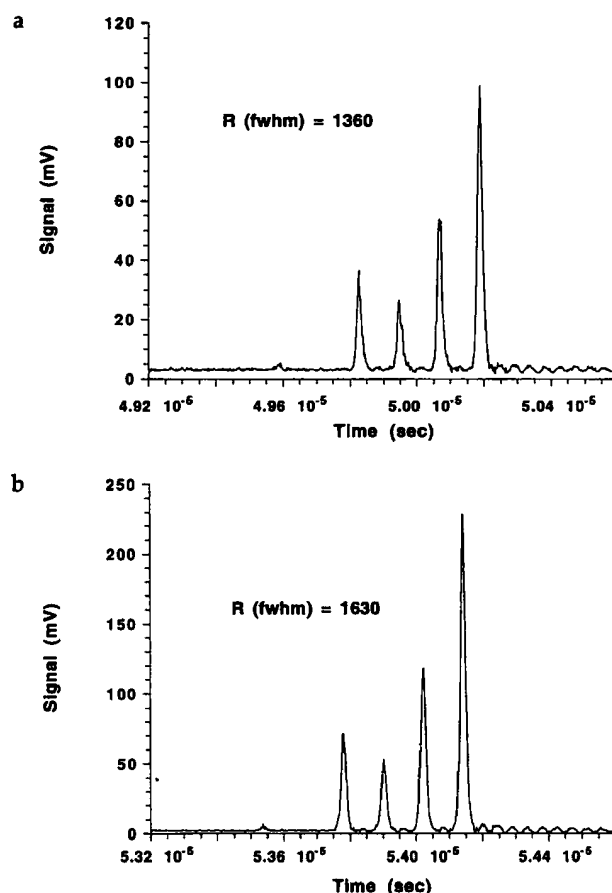 a
120
100
80
60
40
20
0
Signal (mV)
R (fwhm) = 1360
4.92 10⁻⁵ 4.96 10⁻⁵ 5.00 10⁻⁵ 5.04 10⁻⁵
Time (sec)
b
250
200
150
100
50
0
Signal (mV)
R (fwhm) = 1630
5.32 10⁻⁵ 5.36 10⁻⁵ 5.40 10⁻⁵ 5.44 10⁻⁵
Time (sec)